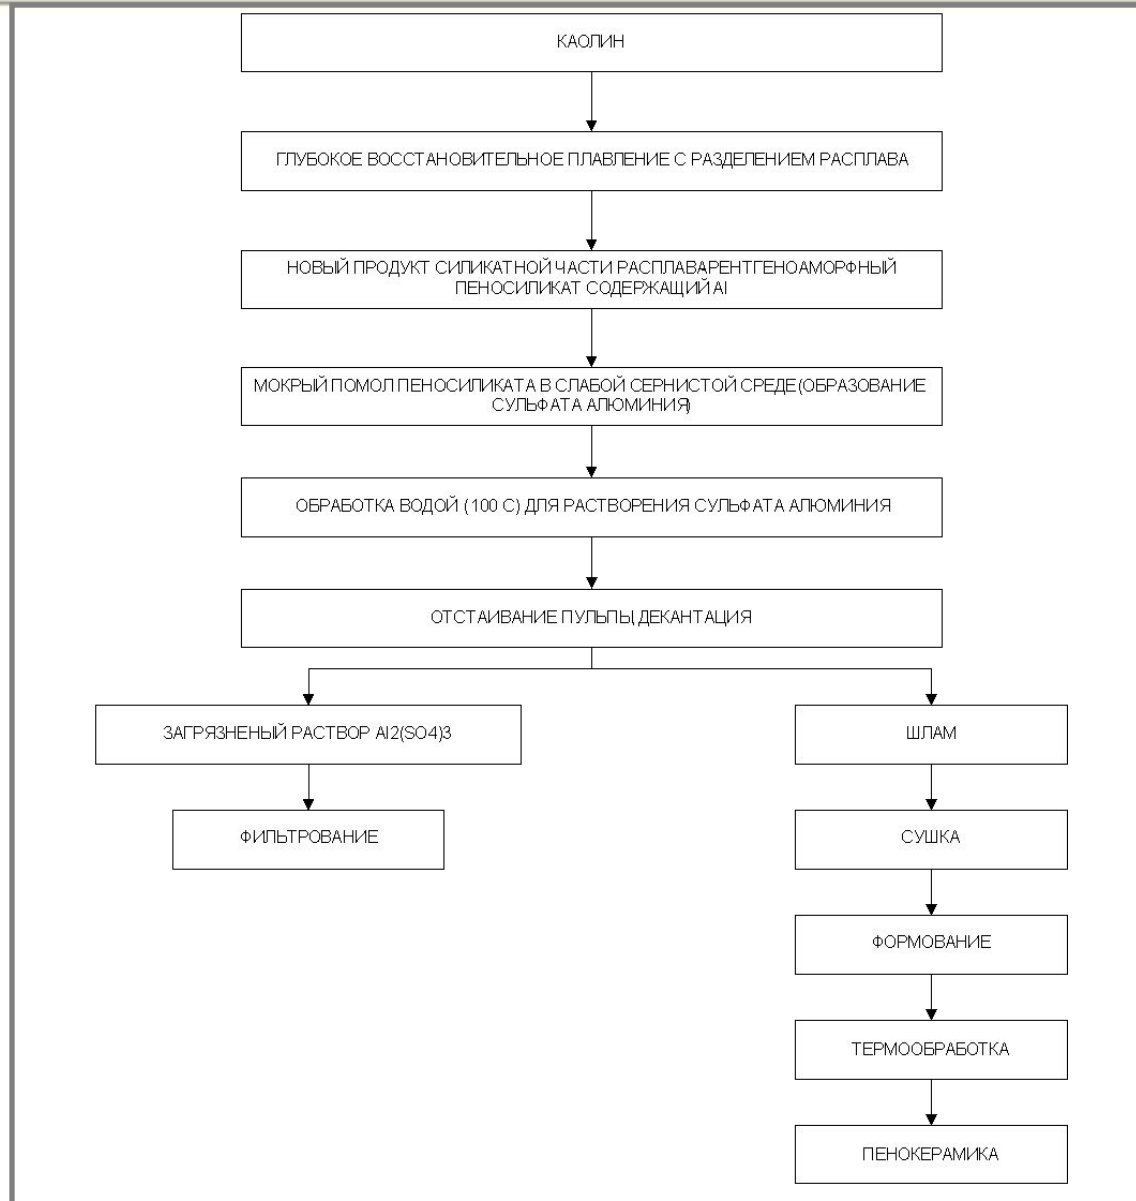 КАОЛИН
ГЛУБОКОЕ ВОССТАНОВИТЕЛЬНОЕ ПЛАВЛЕНИЕ С РАЗДЕЛЕНИЕМ РАСПЛАВА
НОВЫЙ ПРОДУКТ СИЛИКАТНОЙ ЧАСТИ РАСПЛАВАРЕНТГЕНОАМОРФНЫЙ
ПЕНОСИЛИКАТ СОДЕРЖАЩИЙ Al
МОКРЫЙ ПОМОЛ ПЕНОСИЛИКАТА В СЛАБОЙ СЕРНИСТОЙ СРЕДЕ (ОБРАЗОВАНИЕ
СУЛЬФАТА АЛЮМИНИЯ)
ОБРАБОТКА ВОДОЙ (100 С) ДЛЯ РАСТВОРЕНИЯ СУЛЬФАТА АЛЮМИНИЯ
ОТСТАИВАНИЕ ПУЛЬПЫ, ДЕКАНТАЦИЯ
ЗАГРЯЗНЕНЫЙ РАСТВОР Al2(SO4)3
ШЛАМ
ФИЛЬТРОВАНИЕ
СУШКА
ФОРМОВАНИЕ
ТЕРМООБРАБОТКА
ПЕНОКЕРАМИКА